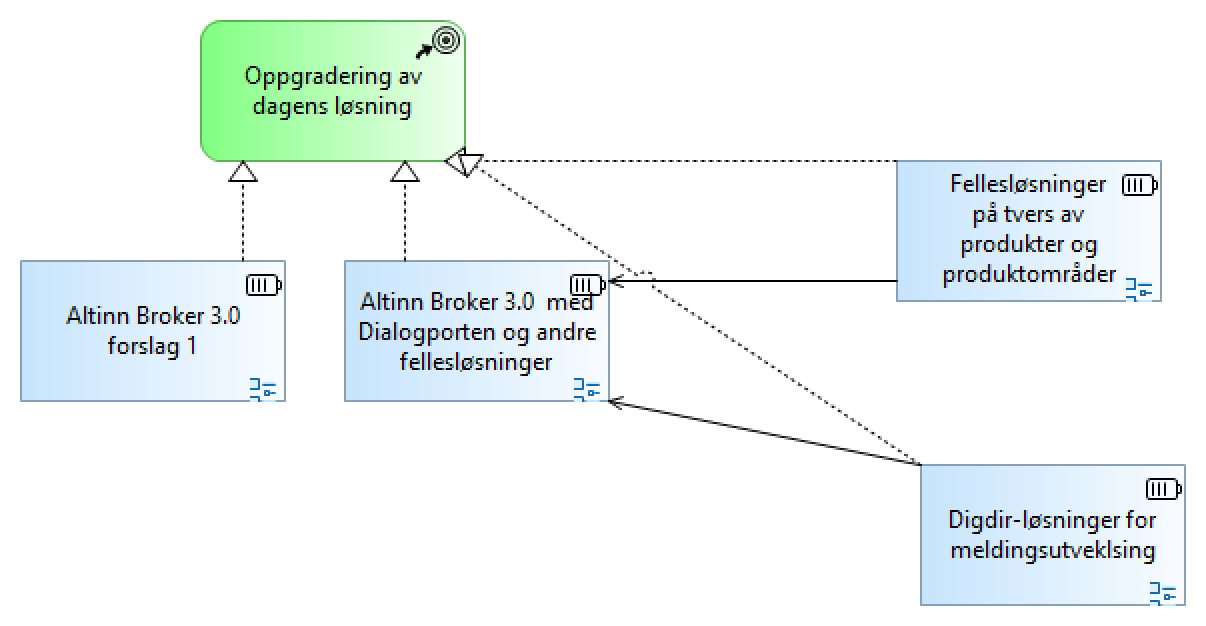 Oppgradering av
dagens løsning
Fellesløsninger
på tvers av
produkter og
produktområder
Altinn Broker 3.0
forslag 1
Altinn Broker 3.0  med
Dialogporten og andre
fellesløsninger
Digdir-løsninger for
meldingsutveklsing